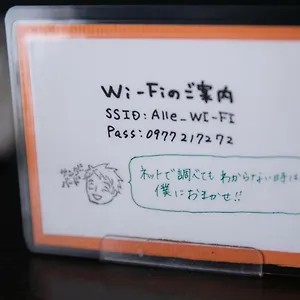 Wi-Fiのご案内
SSID:Alle_WI-FI
Pass:0977217272
ネットで調べてもわからない時は
僕におまかせ!!